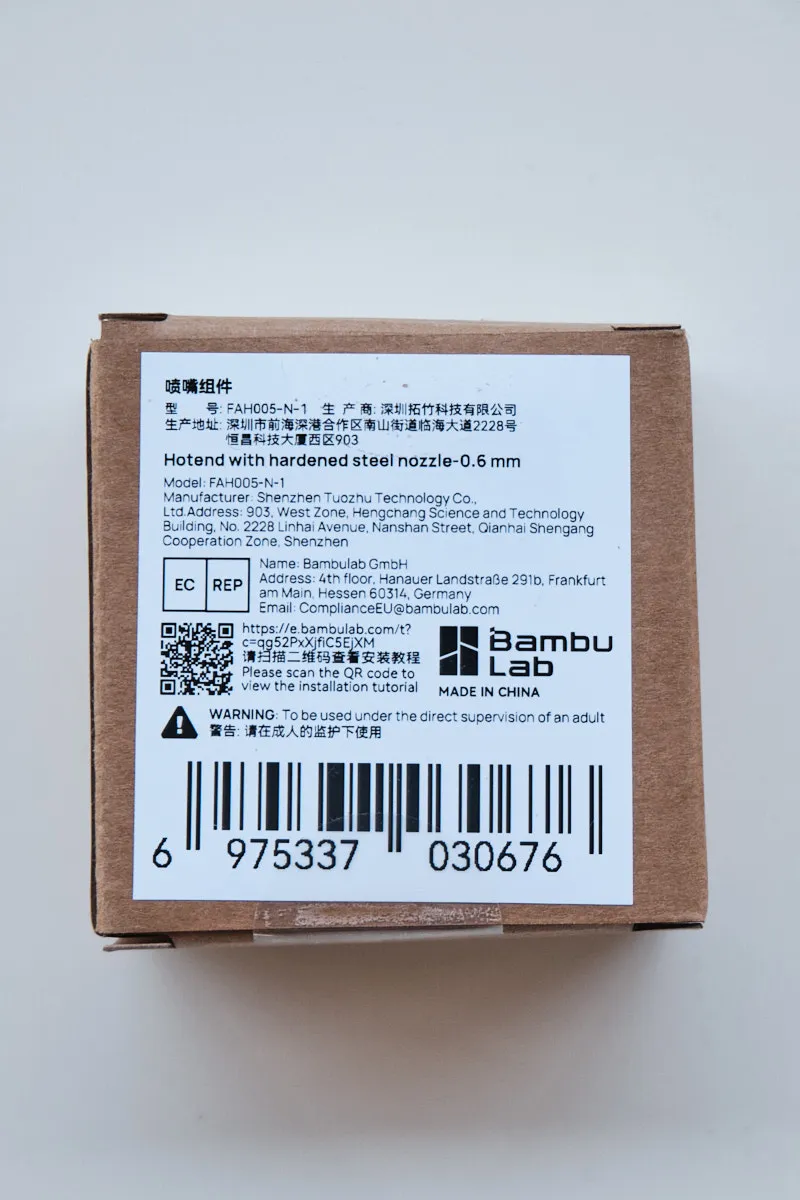 喷嘴组件
型 号: FAH005-N-1 生 产 商: 深圳拓竹科技有限公司
生产地址: 深圳市前海深港合作区南山街道临海大道2228号
恒昌科技大厦西区903
Hotend with hardened steel nozzle-0.6 mm
Model: FAH005-N-1
Manufacturer: Shenzhen Tuozhu Technology Co.,
Ltd.Address: 903, West Zone, Hengchang Science and Technology
Building, No. 2228 Linhai Avenue, Nanshan Street, Qianhai Shengang
Cooperation Zone, Shenzhen
EC REP
Name: Bambulab GmbH
Address: 4th floor, Hanauer Landstraße 291b, Frankfurt
am Main, Hessen 60314, Germany
Email: ComplianceEU@bambulab.com
https://e.bambulab.com/t?
c=qg52PxXjfiC5EjXM
请扫描二维码查看安装教程
Please scan the QR code to
view the installation tutorial
Bambu
Lab
MADE IN CHINA
WARNING: To be used under the direct supervision of an adult
警告: 请在成人的监护下使用
6 975337 030676